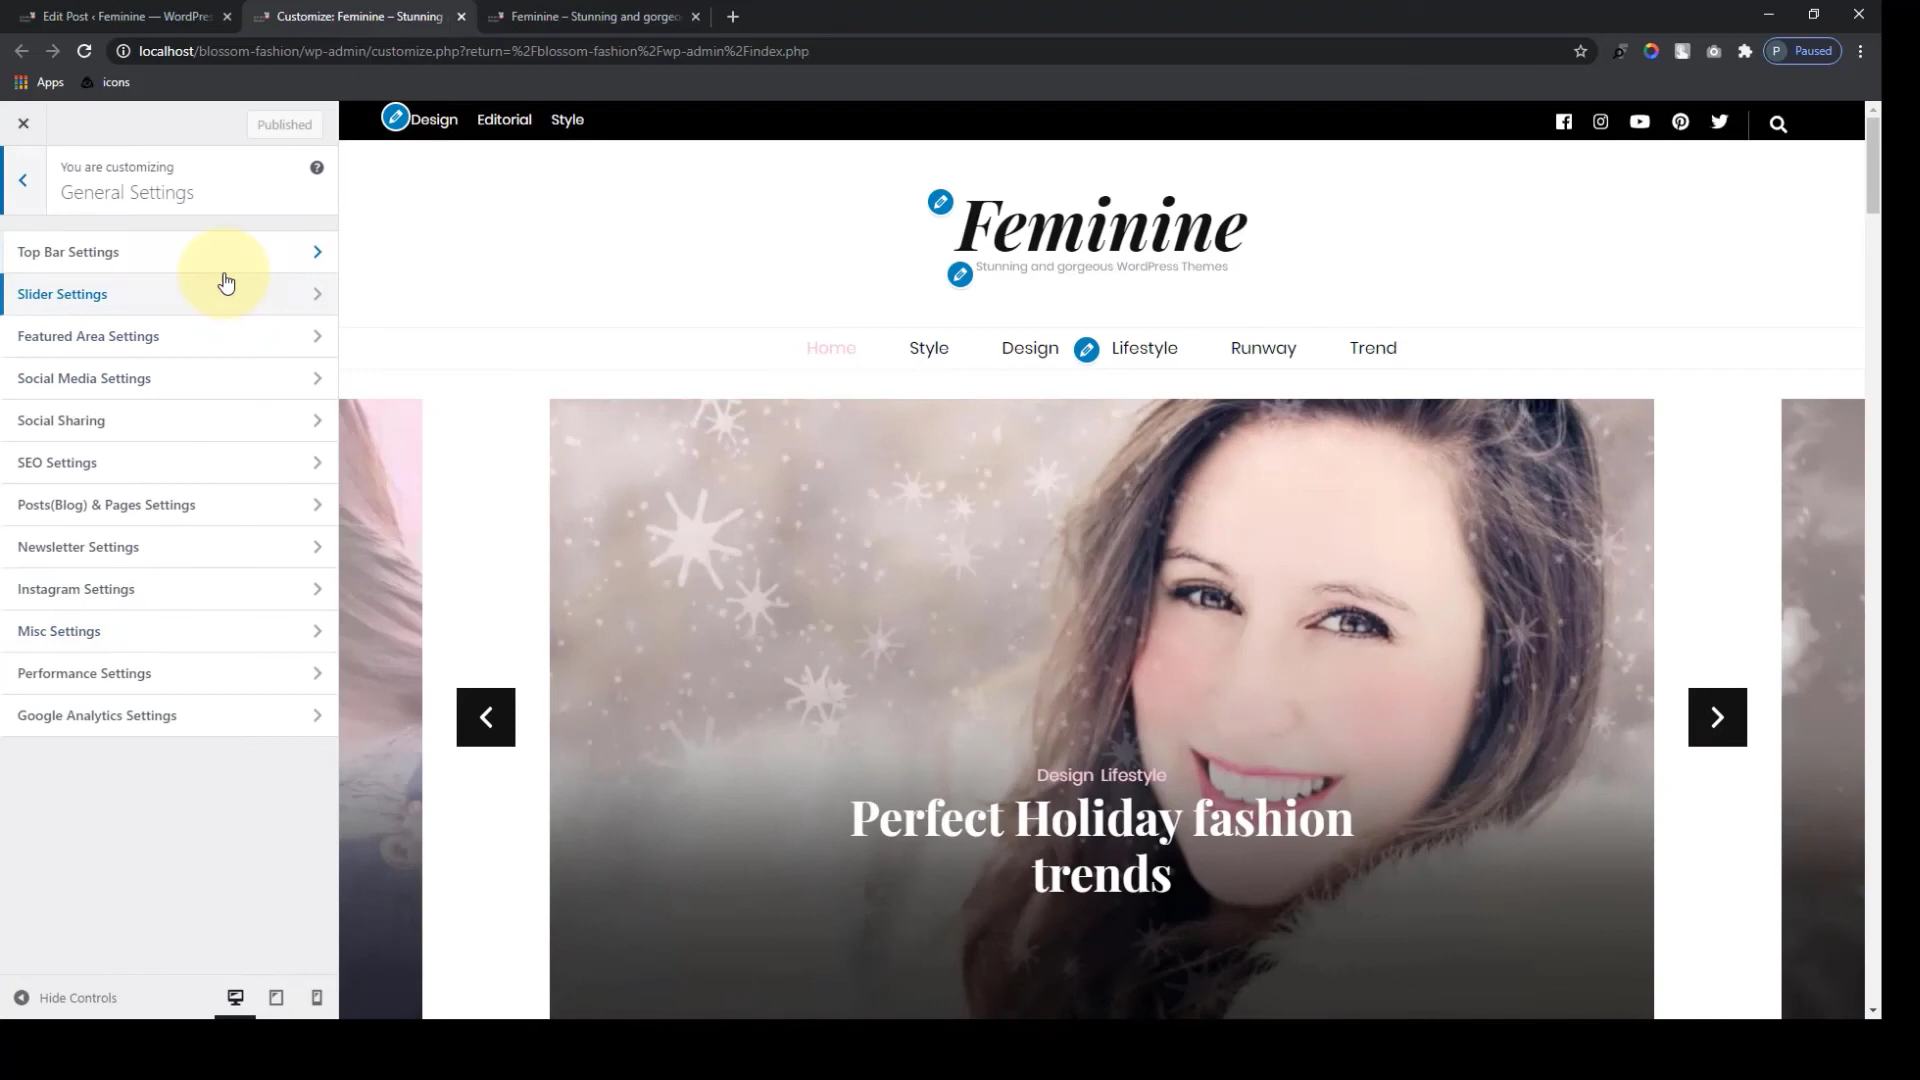 Edit Post ‹ Feminine — WordPres
Customize: Feminine – Stunning
Feminine – Stunning and gorgeo
localhost/blossom-fashion/wp-admin/customize.php?return=%2Fblossom-fashion%2Fwp-admin%2Findex.php
P Paused
Apps
icons
Published
You are customizing
General Settings
Top Bar Settings
Slider Settings
Featured Area Settings
Social Media Settings
Social Sharing
SEO Settings
Posts(Blog) & Pages Settings
Newsletter Settings
Instagram Settings
Misc Settings
Performance Settings
Google Analytics Settings
Hide Controls
Design Editorial Style
Feminine
Stunning and gorgeous WordPress Themes
Home Style Design Lifestyle Runway Trend
Design Lifestyle
Perfect Holiday fashion
trends